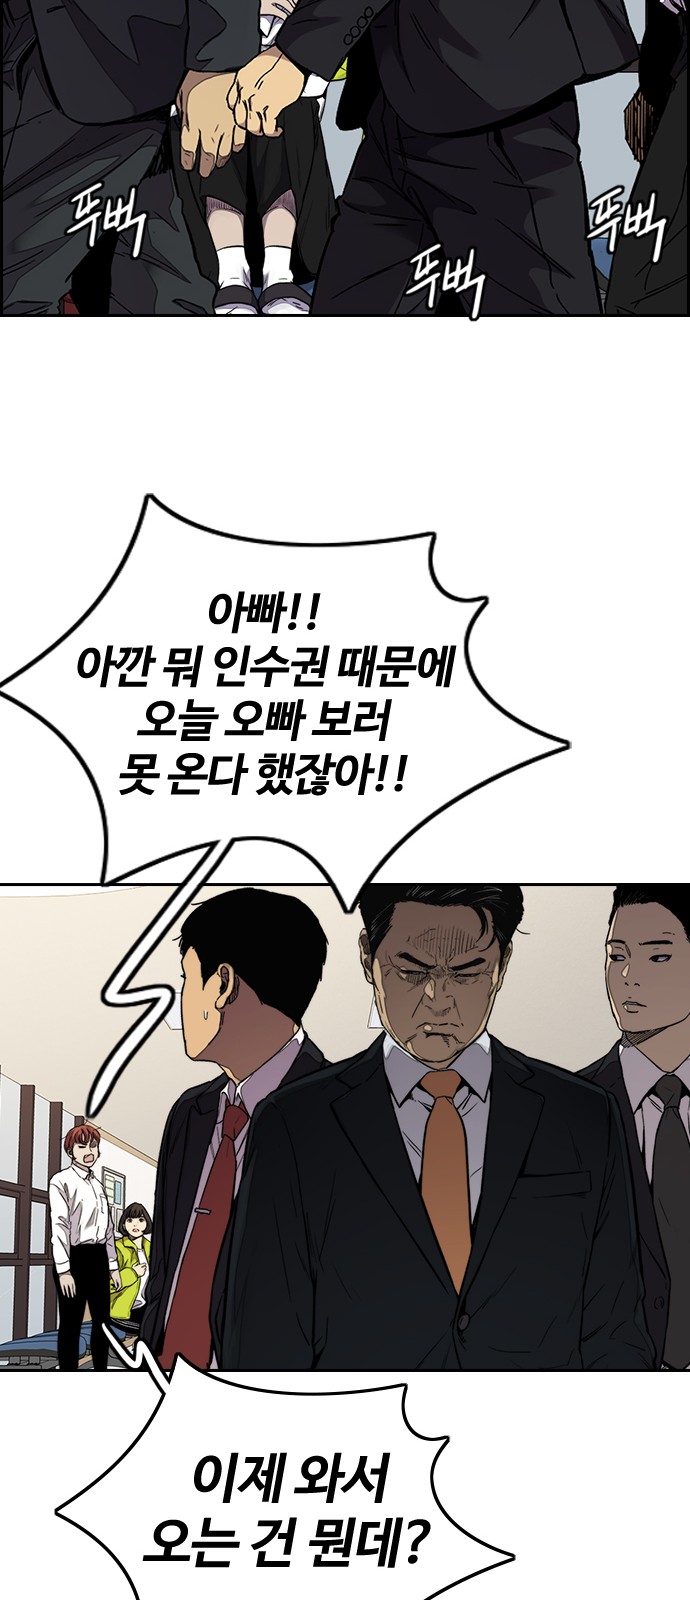 뚜벅
뚜벅
뚜벅
아빠!!
아깐 뭐 인수권 때문에
오늘 오빠 보러
못 온다 했잖아!!
이제 와서
오는 건 뭔데?